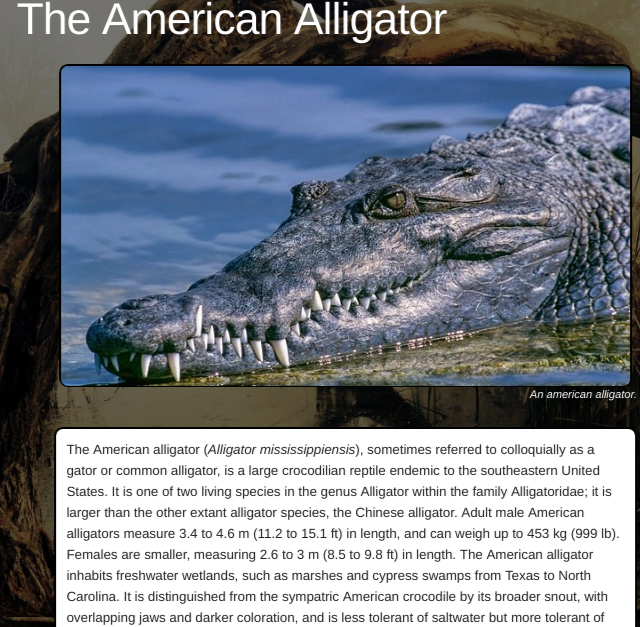 The American Alligator
An american alligator.
The American alligator (Alligator mississippiensis), sometimes referred to colloquially as a
gator or common alligator, is a large crocodilian reptile endemic to the southeastern United
States. It is one of two living species in the genus Alligator within the family Alligatoridae; it is
larger than the other extant alligator species, the Chinese alligator. Adult male American
alligators measure 3.4 to 4.6 m (11.2 to 15.1 ft) in length, and can weigh up to 453 kg (999 lb).
Females are smaller, measuring 2.6 to 3 m (8.5 to 9.8 ft) in length. The American alligator
inhabits freshwater wetlands, such as marshes and cypress swamps from Texas to North
Carolina. It is distinguished from the sympatric American crocodile by its broader snout, with
overlapping jaws and darker coloration, and is less tolerant of saltwater but more tolerant of